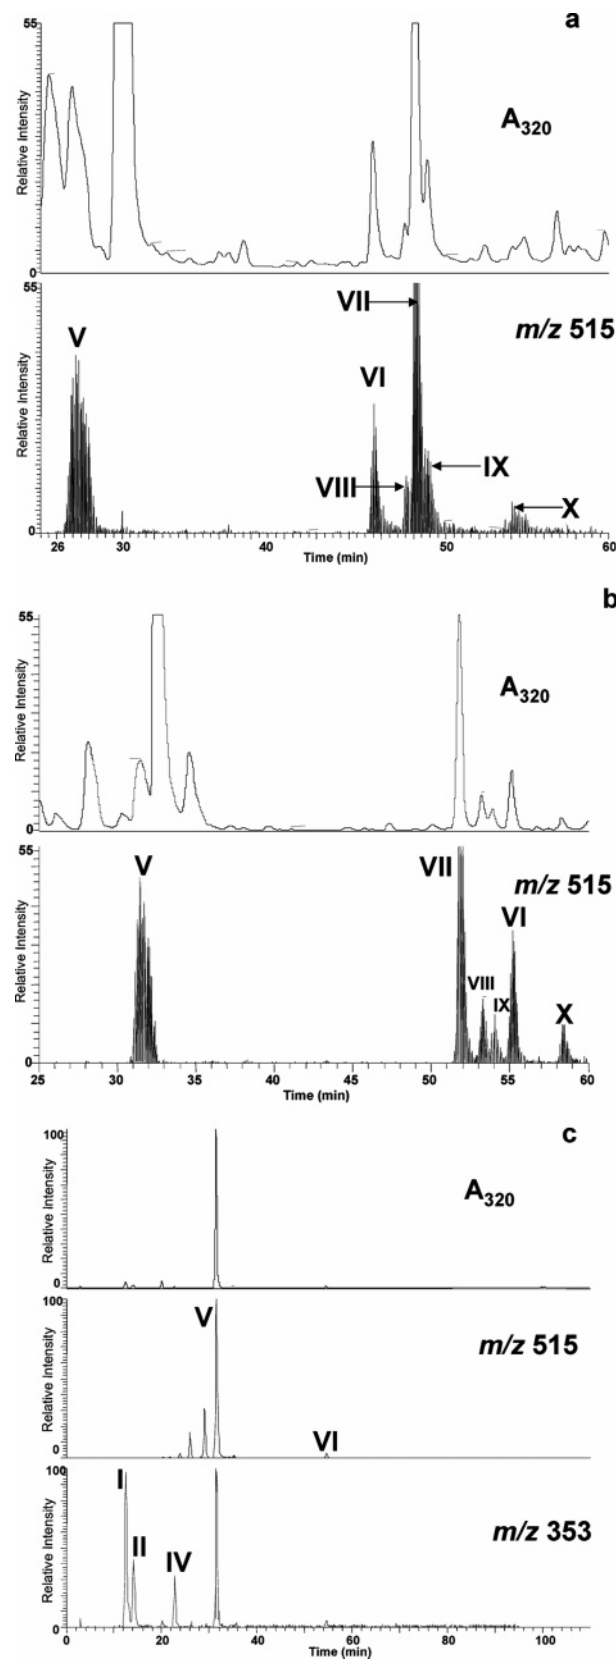 a
55
A320
Relative Intensity
0
55
VII
m/z 515
V
VI
IX
VIII
X
Relative Intensity
0
26 30 40 50 60
Time (min)
b
55
A320
Relative Intensity
0
55
V
VII
m/z 515
VI
VIII
IX
X
Relative Intensity
0
25 30 35 40 45 50 55 60
Time (min)
c
100
A320
Relative Intensity
0
100
V
m/z 515
VI
Relative Intensity
0
100
I
II
IV
m/z 353
Relative Intensity
0
0 20 40 60 80 100
Time (min)